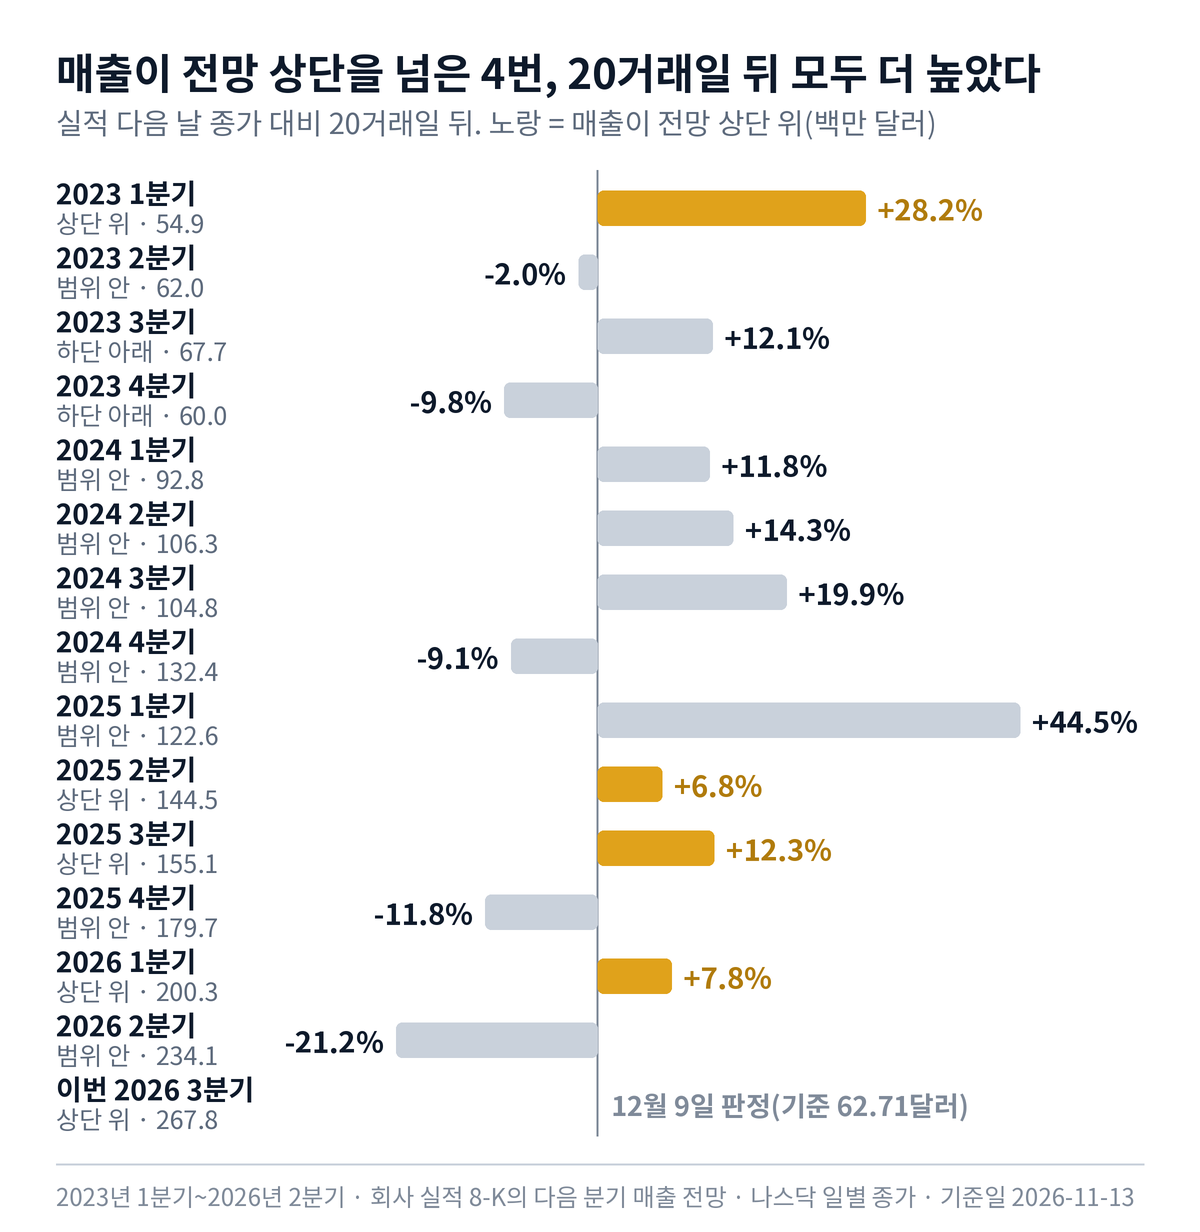 매출이 전망 상단을 넘은 4번, 20거래일 뒤 모두 더 높았다
실적 다음 날 종가 대비 20거래일 뒤. 노랑 = 매출이 전망 상단 위(백만 달러)
2023 1분기
상단 위 · 54.9
+28.2%
2023 2분기
범위 안 · 62.0
-2.0%
2023 3분기
하단 아래 · 67.7
+12.1%
2023 4분기
하단 아래 · 60.0
-9.8%
2024 1분기
범위 안 · 92.8
+11.8%
2024 2분기
범위 안 · 106.3
+14.3%
2024 3분기
범위 안 · 104.8
+19.9%
2024 4분기
범위 안 · 132.4
-9.1%
2025 1분기
범위 안 · 122.6
+44.5%
2025 2분기
상단 위 · 144.5
+6.8%
2025 3분기
상단 위 · 155.1
+12.3%
2025 4분기
범위 안 · 179.7
-11.8%
2026 1분기
상단 위 · 200.3
+7.8%
2026 2분기
범위 안 · 234.1
-21.2%
이번 2026 3분기
상단 위 · 267.8
12월 9일 판정(기준 62.71달러)
2023년 1분기~2026년 2분기 · 회사 실적 8-K의 다음 분기 매출 전망 · 나스닥 일별 종가 · 기준일 2026-11-13